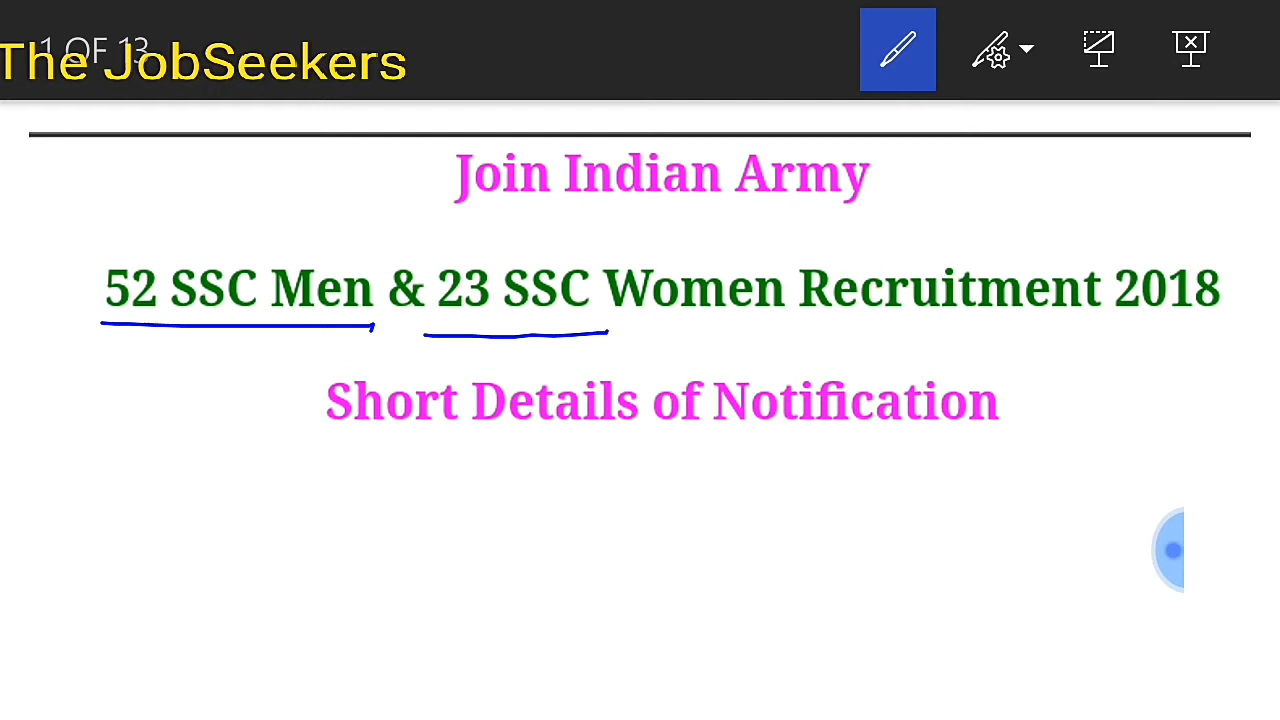 1 OF 13
The JobSeekers
Join Indian Army
52 SSC Men & 23 SSC Women Recruitment 2018
Short Details of Notification